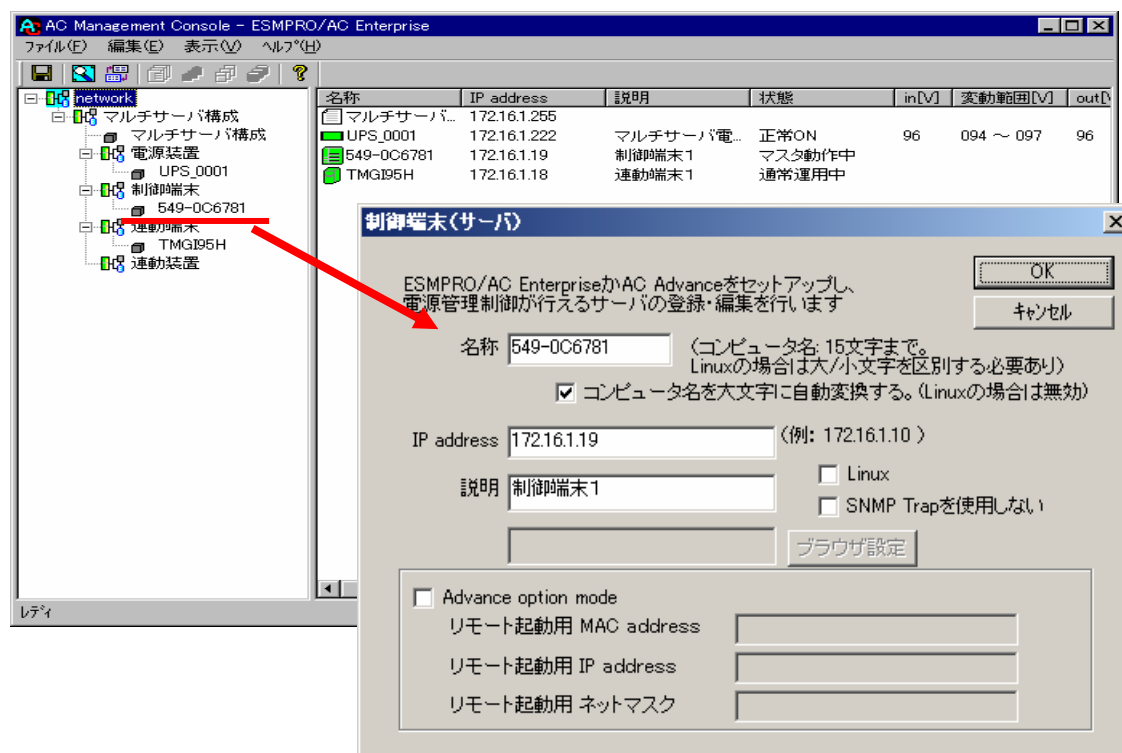 AC Management Console - ESMPRO/AC Enterprise
ファイル(F) 編集(E) 表示(V) ヘルプ(H)
network
マルチサーバ構成
マルチサーバ構成
電源装置
UPS_0001
制御端末
549-0C6781
連動端末
TMGI95H
連動装置
名称 IP address 説明 状態 in[V] 変動範囲[V] out[V
マルチサーバ... 172.16.1.255
UPS_0001 172.16.1.222 マルチサーバ電... 正常ON 96 094 ～ 097 96
549-0C6781 172.16.1.19 制御端末1 マスタ動作中
TMGI95H 172.16.1.18 連動端末1 通常運用中
レディ
制御端末(サーバ)
ESMPRO/AC EnterpriseかAC Advanceをセットアップし、
電源管理制御が行えるサーバの登録・編集を行います
OK
キャンセル
名称 549-0C6781 (コンピュータ名: 15文字まで。
Linuxの場合は大/小文字を区別する必要あり)
コンピュータ名を大文字に自動変換する。(Linuxの場合は無効)
IP address 172.16.1.19 (例: 172.16.1.10 )
説明 制御端末1
Linux
SNMP Trapを使用しない
ブラウザ設定
Advance option mode
リモート起動用 MAC address
リモート起動用 IP address
リモート起動用 ネットマスク